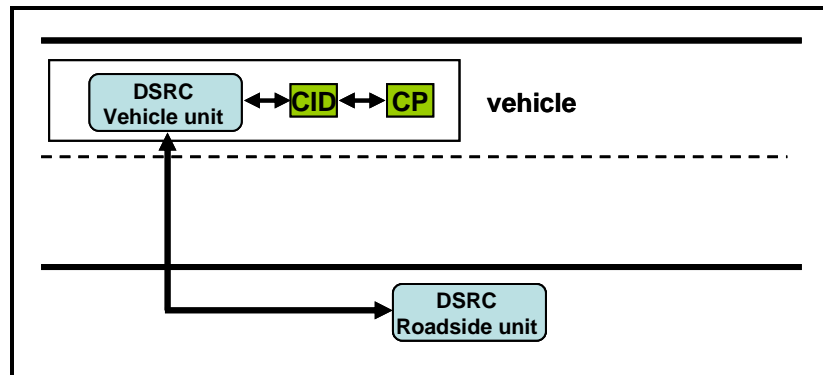 DSRC
Vehicle unit
CID
CP
vehicle
DSRC
Roadside unit